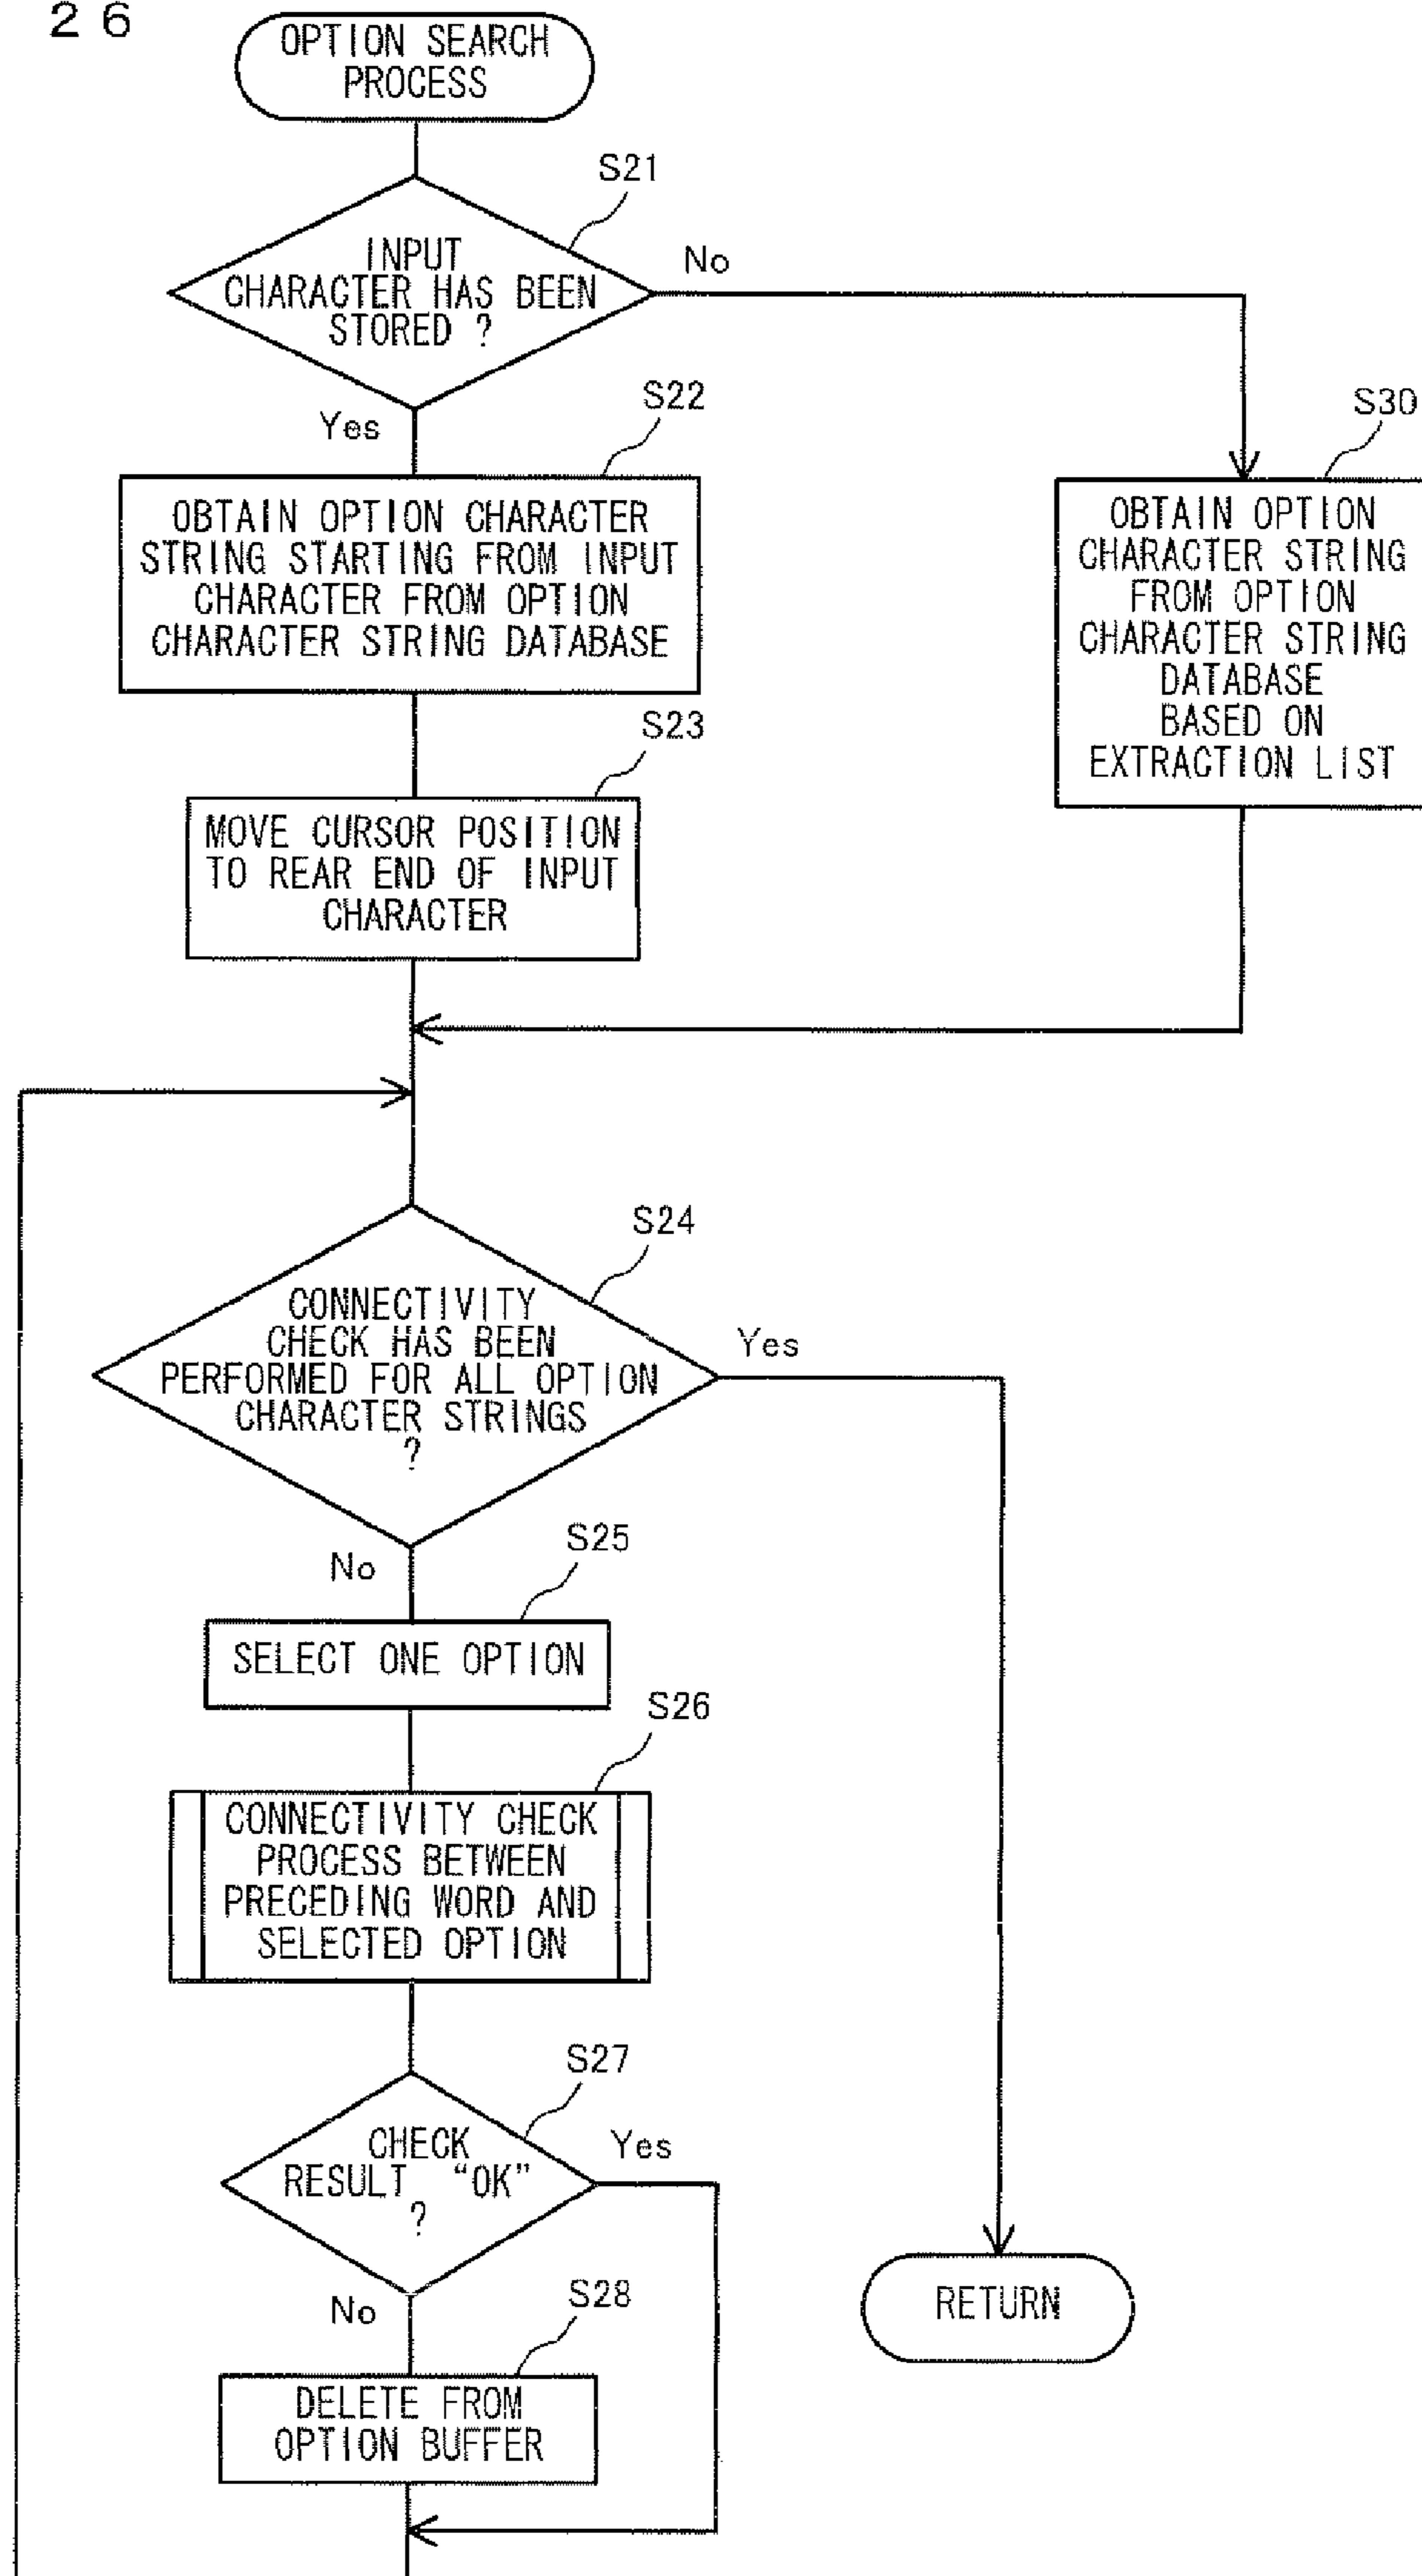 26
OPTION SEARCH
PROCESS
S21
INPUT
CHARACTER HAS BEEN
STORED ?
No
Yes
S22
OBTAIN OPTION CHARACTER
STRING STARTING FROM INPUT
CHARACTER FROM OPTION
CHARACTER STRING DATABASE
S30
OBTAIN OPTION
CHARACTER STRING
FROM OPTION
CHARACTER STRING
DATABASE
BASED ON
EXTRACTION LIST
S23
MOVE CURSOR POSITION
TO REAR END OF INPUT
CHARACTER
S24
CONNECTIVITY
CHECK HAS BEEN
PERFORMED FOR ALL OPTION
CHARACTER STRINGS
?
Yes
No
S25
SELECT ONE OPTION
S26
CONNECTIVITY CHECK
PROCESS BETWEEN
PRECEDING WORD AND
SELECTED OPTION
S27
CHECK
RESULT “OK”
?
Yes
No
S28
DELETE FROM
OPTION BUFFER
RETURN